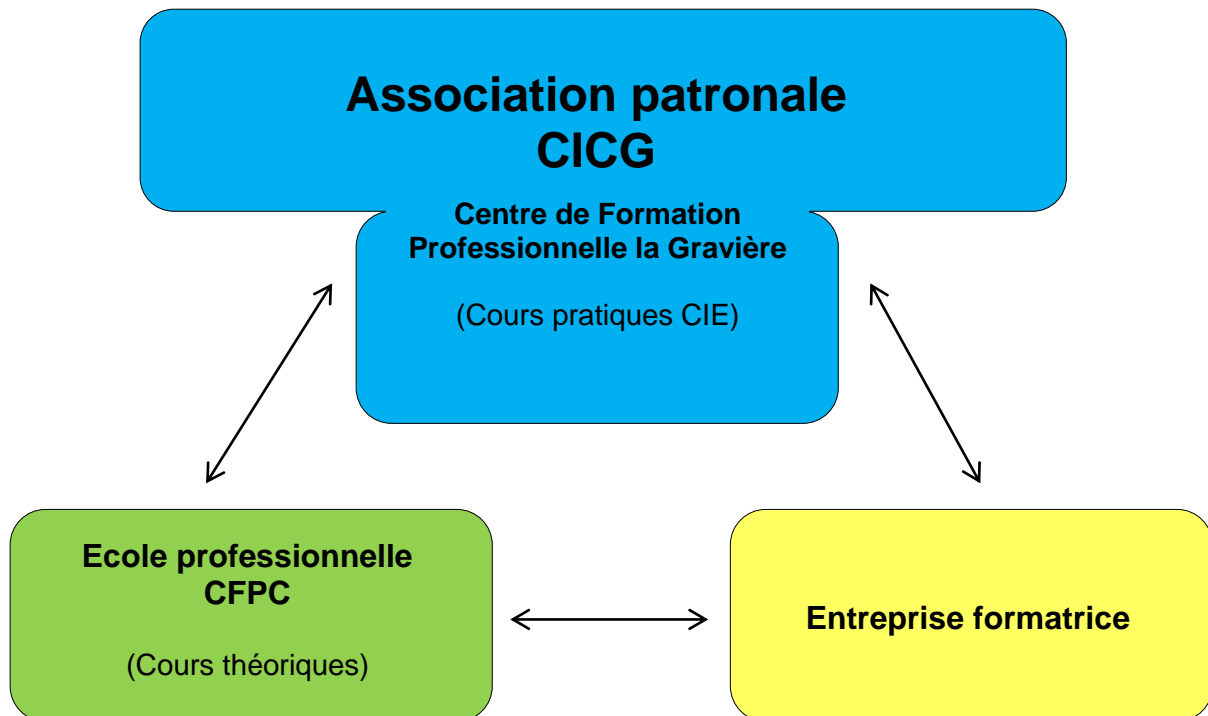 Association patronale
CICG
Centre de Formation
Professionnelle la Gravière
(Cours pratiques CIE)
Ecole professionnelle
CFPC
(Cours théoriques)
Entreprise formatrice